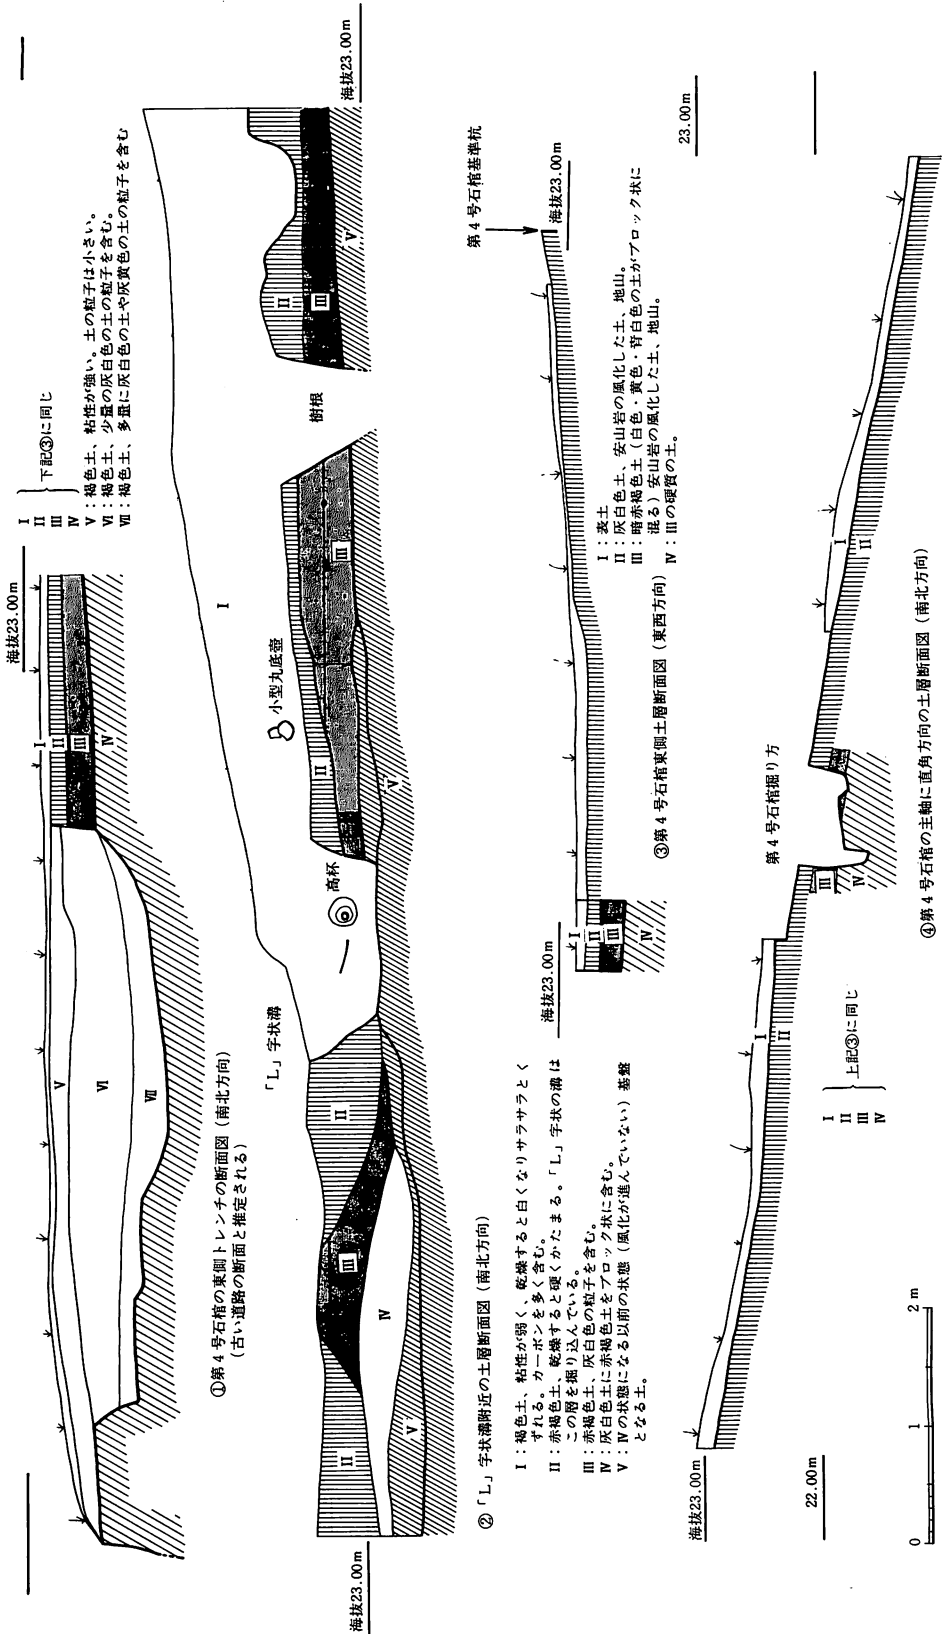 海抜23.00m
I
II
III
IV
下記③に同じ
V：褐色土、粘性が強い。土の粒子は小さい。
VI：褐色土、少量の灰白色の土の粒子を含む。
VII：褐色土、多量に灰白色の土や灰黄色の土の粒子を含む
I
II
III
IV
V
VI
VII
①第4号石棺の東側トレンチの断面図（南北方向）
（古い道路の断面と推定される）
海抜23.00m
海抜23.00m
「L」字状溝
高杯
小型丸底壺
樹根
I
II
III
IV
V
II
II
III
V
II
III
V
②「L」字状溝附近の土層断面図（南北方向）
I：褐色土、粘性が弱く、乾燥すると白くなりサラサラとく
ずれる。カーボンを多く含む。
II：赤褐色土、乾燥すると硬くかたまる。「L」字状の溝は
この層を掘り込んでいる。
III：赤褐色土、灰白色の粒子を含む。
IV：灰白色土に赤褐色土をブロック状に含む。
V：IVの状態になる以前の状態（風化が進んでいない）基盤
となる土。
海抜23.00m
第4号石棺基準杭
海抜23.00m
I
II
III
IV
③第4号石棺東側土層断面図（東西方向）
I：表土
II：灰白色土、安山岩の風化した土、地山。
III：暗赤褐色土（白色・黄色・青白色の土がブロック状に
混る）安山岩の風化した土、地山。
IV：IIIの硬質の土。
海抜23.00m
22.00m
23.00m
第4号石棺掘り方
I
II
III
IV
I
II
I
II
III
IV
上記③に同じ
④第4号石棺の主軸に直角方向の土層断面図（南北方向）
0
1
2m